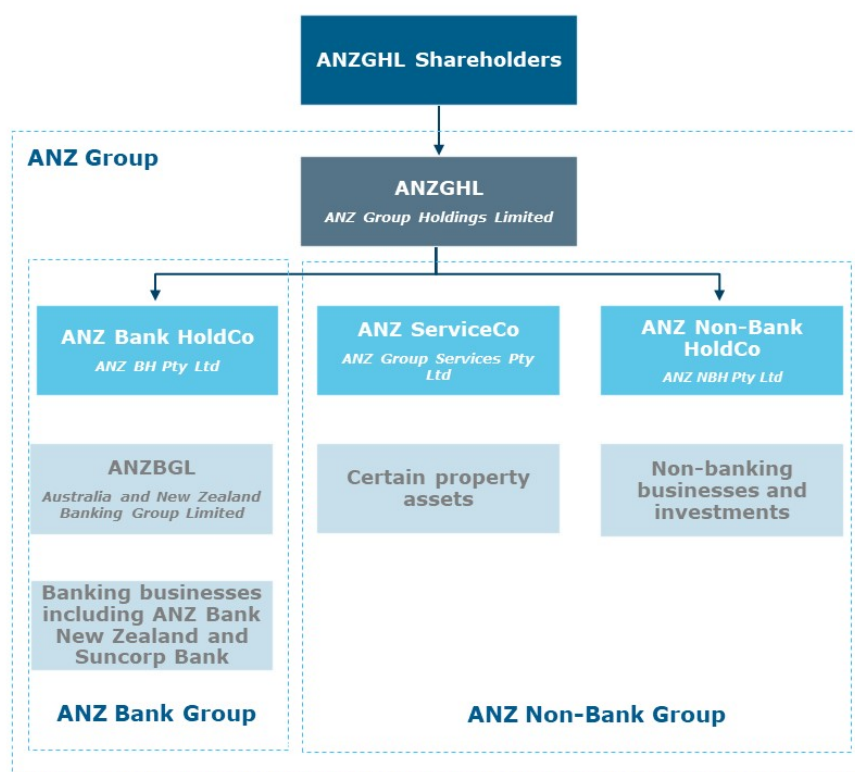 ANZGHL Shareholders
ANZ Group
ANZGHL
ANZ Group Holdings Limited
ANZ Bank HoldCo
ANZ BH Pty Ltd
ANZ ServiceCo
ANZ Group Services Pty
Ltd
ANZ Non-Bank
HoldCo
ANZ NBH Pty Ltd
ANZBGL
Australia and New Zealand
Banking Group Limited
Certain property
assets
Non-banking
businesses and
investments
Banking businesses
including ANZ Bank
New Zealand and
Suncorp Bank
ANZ Bank Group
ANZ Non-Bank Group